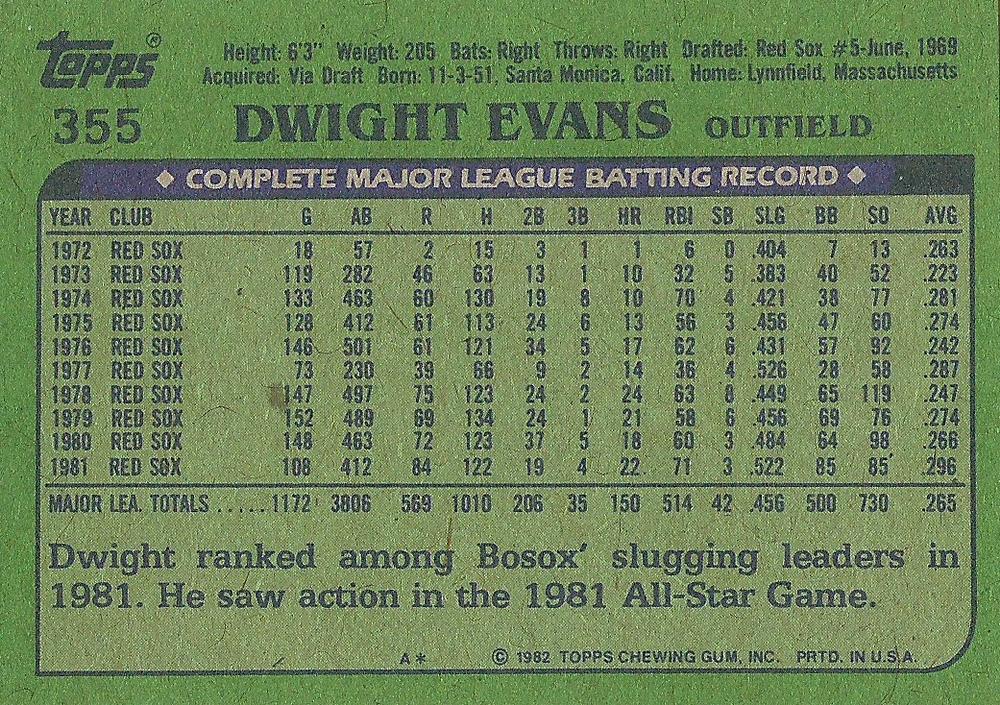 Topps®
Height: 6'3" Weight: 205 Bats: Right Throws: Right Drafted: Red Sox #5-June, 1969
Acquired: Via Draft Born: 11-3-51, Santa Monica, Calif. Home: Lynnfield, Massachusetts
355 DWIGHT EVANS OUTFIELD
◆ COMPLETE MAJOR LEAGUE BATTING RECORD ◆
YEAR CLUB G AB R H 2B 3B HR RBI SB SLG BB SO AVG
1972 RED SOX 18 57 2 15 3 1 1 6 0 .404 7 13 .263
1973 RED SOX 119 282 46 63 13 1 10 32 5 .383 40 52 .223
1974 RED SOX 133 463 60 130 19 8 10 70 4 .421 38 77 .281
1975 RED SOX 128 412 61 113 24 6 13 56 3 .456 47 60 .274
1976 RED SOX 146 501 61 121 34 5 17 62 6 .431 57 92 .242
1977 RED SOX 73 230 39 66 9 2 14 36 4 .526 28 58 .287
1978 RED SOX 147 497 75 123 24 2 24 63 8 .449 65 119 .247
1979 RED SOX 152 489 69 134 24 1 21 58 6 .456 69 76 .274
1980 RED SOX 148 463 72 123 37 5 18 60 3 .484 64 98 .266
1981 RED SOX 108 412 84 122 19 4 22 71 3 .522 85 85 .296
MAJOR LEA. TOTALS .....1172 3806 569 1010 206 35 150 514 42 .456 500 730 .265
Dwight ranked among Bosox' slugging leaders in
1981. He saw action in the 1981 All-Star Game.
A* © 1982 TOPPS CHEWING GUM, INC. PRTD. IN U.S.A.